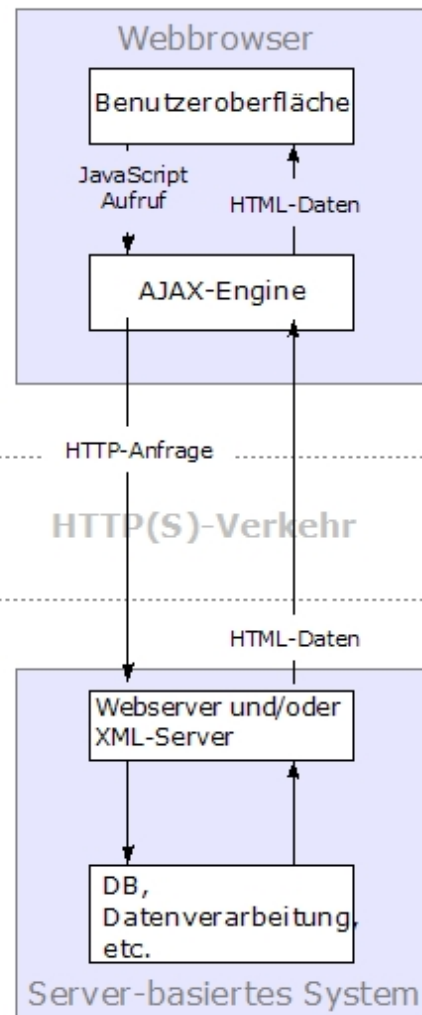 Webbrowser
Benutzeroberfläche
JavaScript
Aufruf
HTML-Daten
AJAX-Engine
HTTP-Anfrage
HTTP(S)-Verkehr
HTML-Daten
Webserver und/oder
XML-Server
DB,
Datenverarbeitung,
etc.
Server-basiertes System